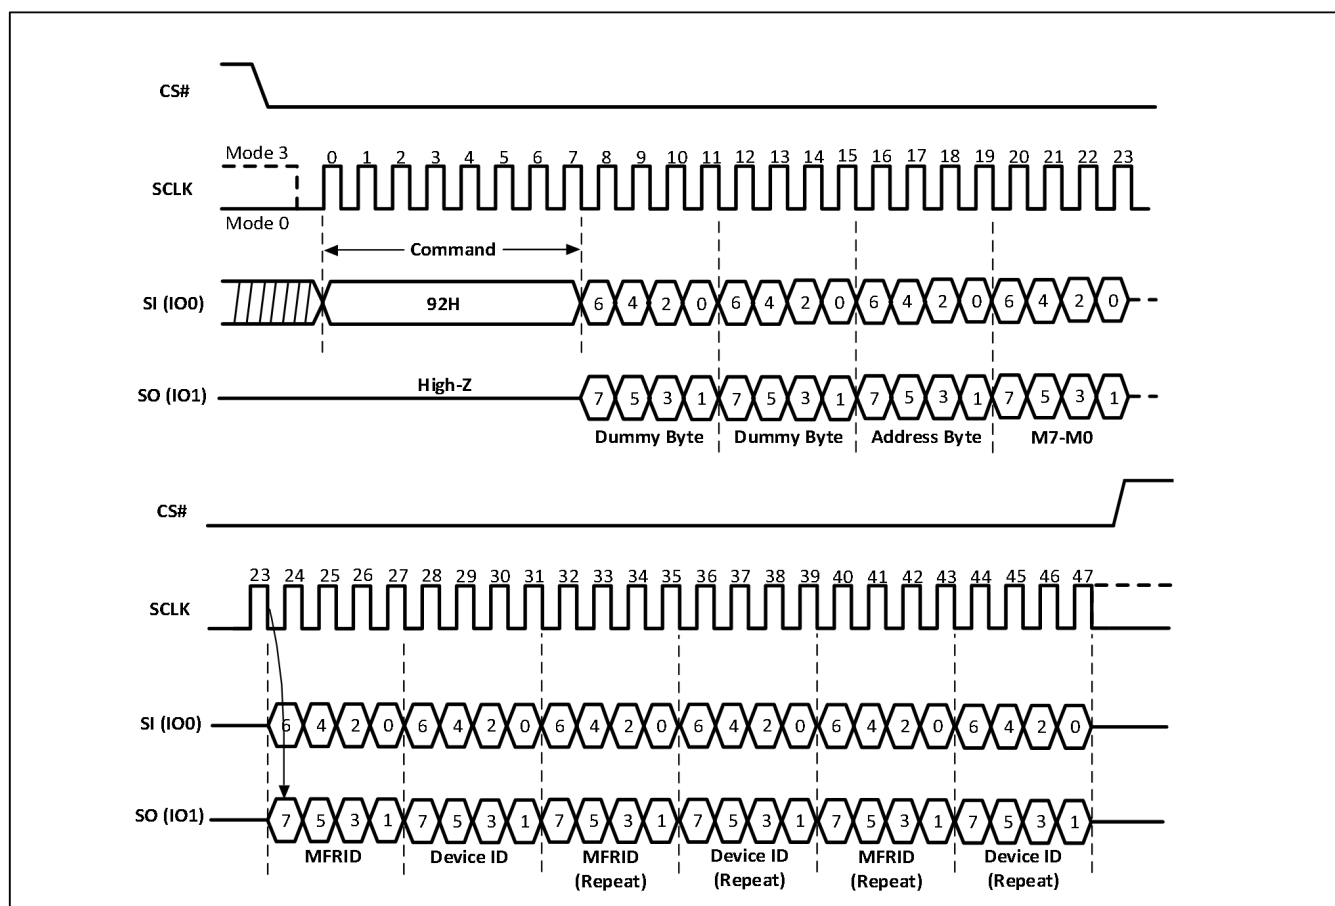 CS#
Mode 3
0 1 2 3 4 5 6 7 8 9 10 11 12 13 14 15 16 17 18 19 20 21 22 23
SCLK
Mode 0
Command
SI (IO0)
92H
6 4 2 0 6 4 2 0 6 4 2 0 6 4 2 0
High-Z
SO (IO1)
7 5 3 1 7 5 3 1 7 5 3 1 7 5 3 1
Dummy Byte Dummy Byte Address Byte M7-M0
CS#
23 24 25 26 27 28 29 30 31 32 33 34 35 36 37 38 39 40 41 42 43 44 45 46 47
SCLK
SI (IO0) 6 4 2 0 6 4 2 0 6 4 2 0 6 4 2 0 6 4 2 0 6 4 2 0
SO (IO1) 7 5 3 1 7 5 3 1 7 5 3 1 7 5 3 1 7 5 3 1 7 5 3 1
MFRID Device ID MFRID Device ID MFRID Device ID
(Repeat) (Repeat) (Repeat) (Repeat)